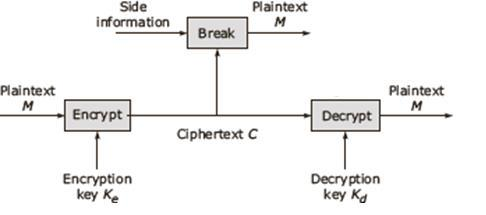 Side
information
Plaintext
M
Break
Plaintext
M
Encrypt
Ciphertext C
Decrypt
Plaintext
M
Encryption
key Ke
Decryption
key Kd